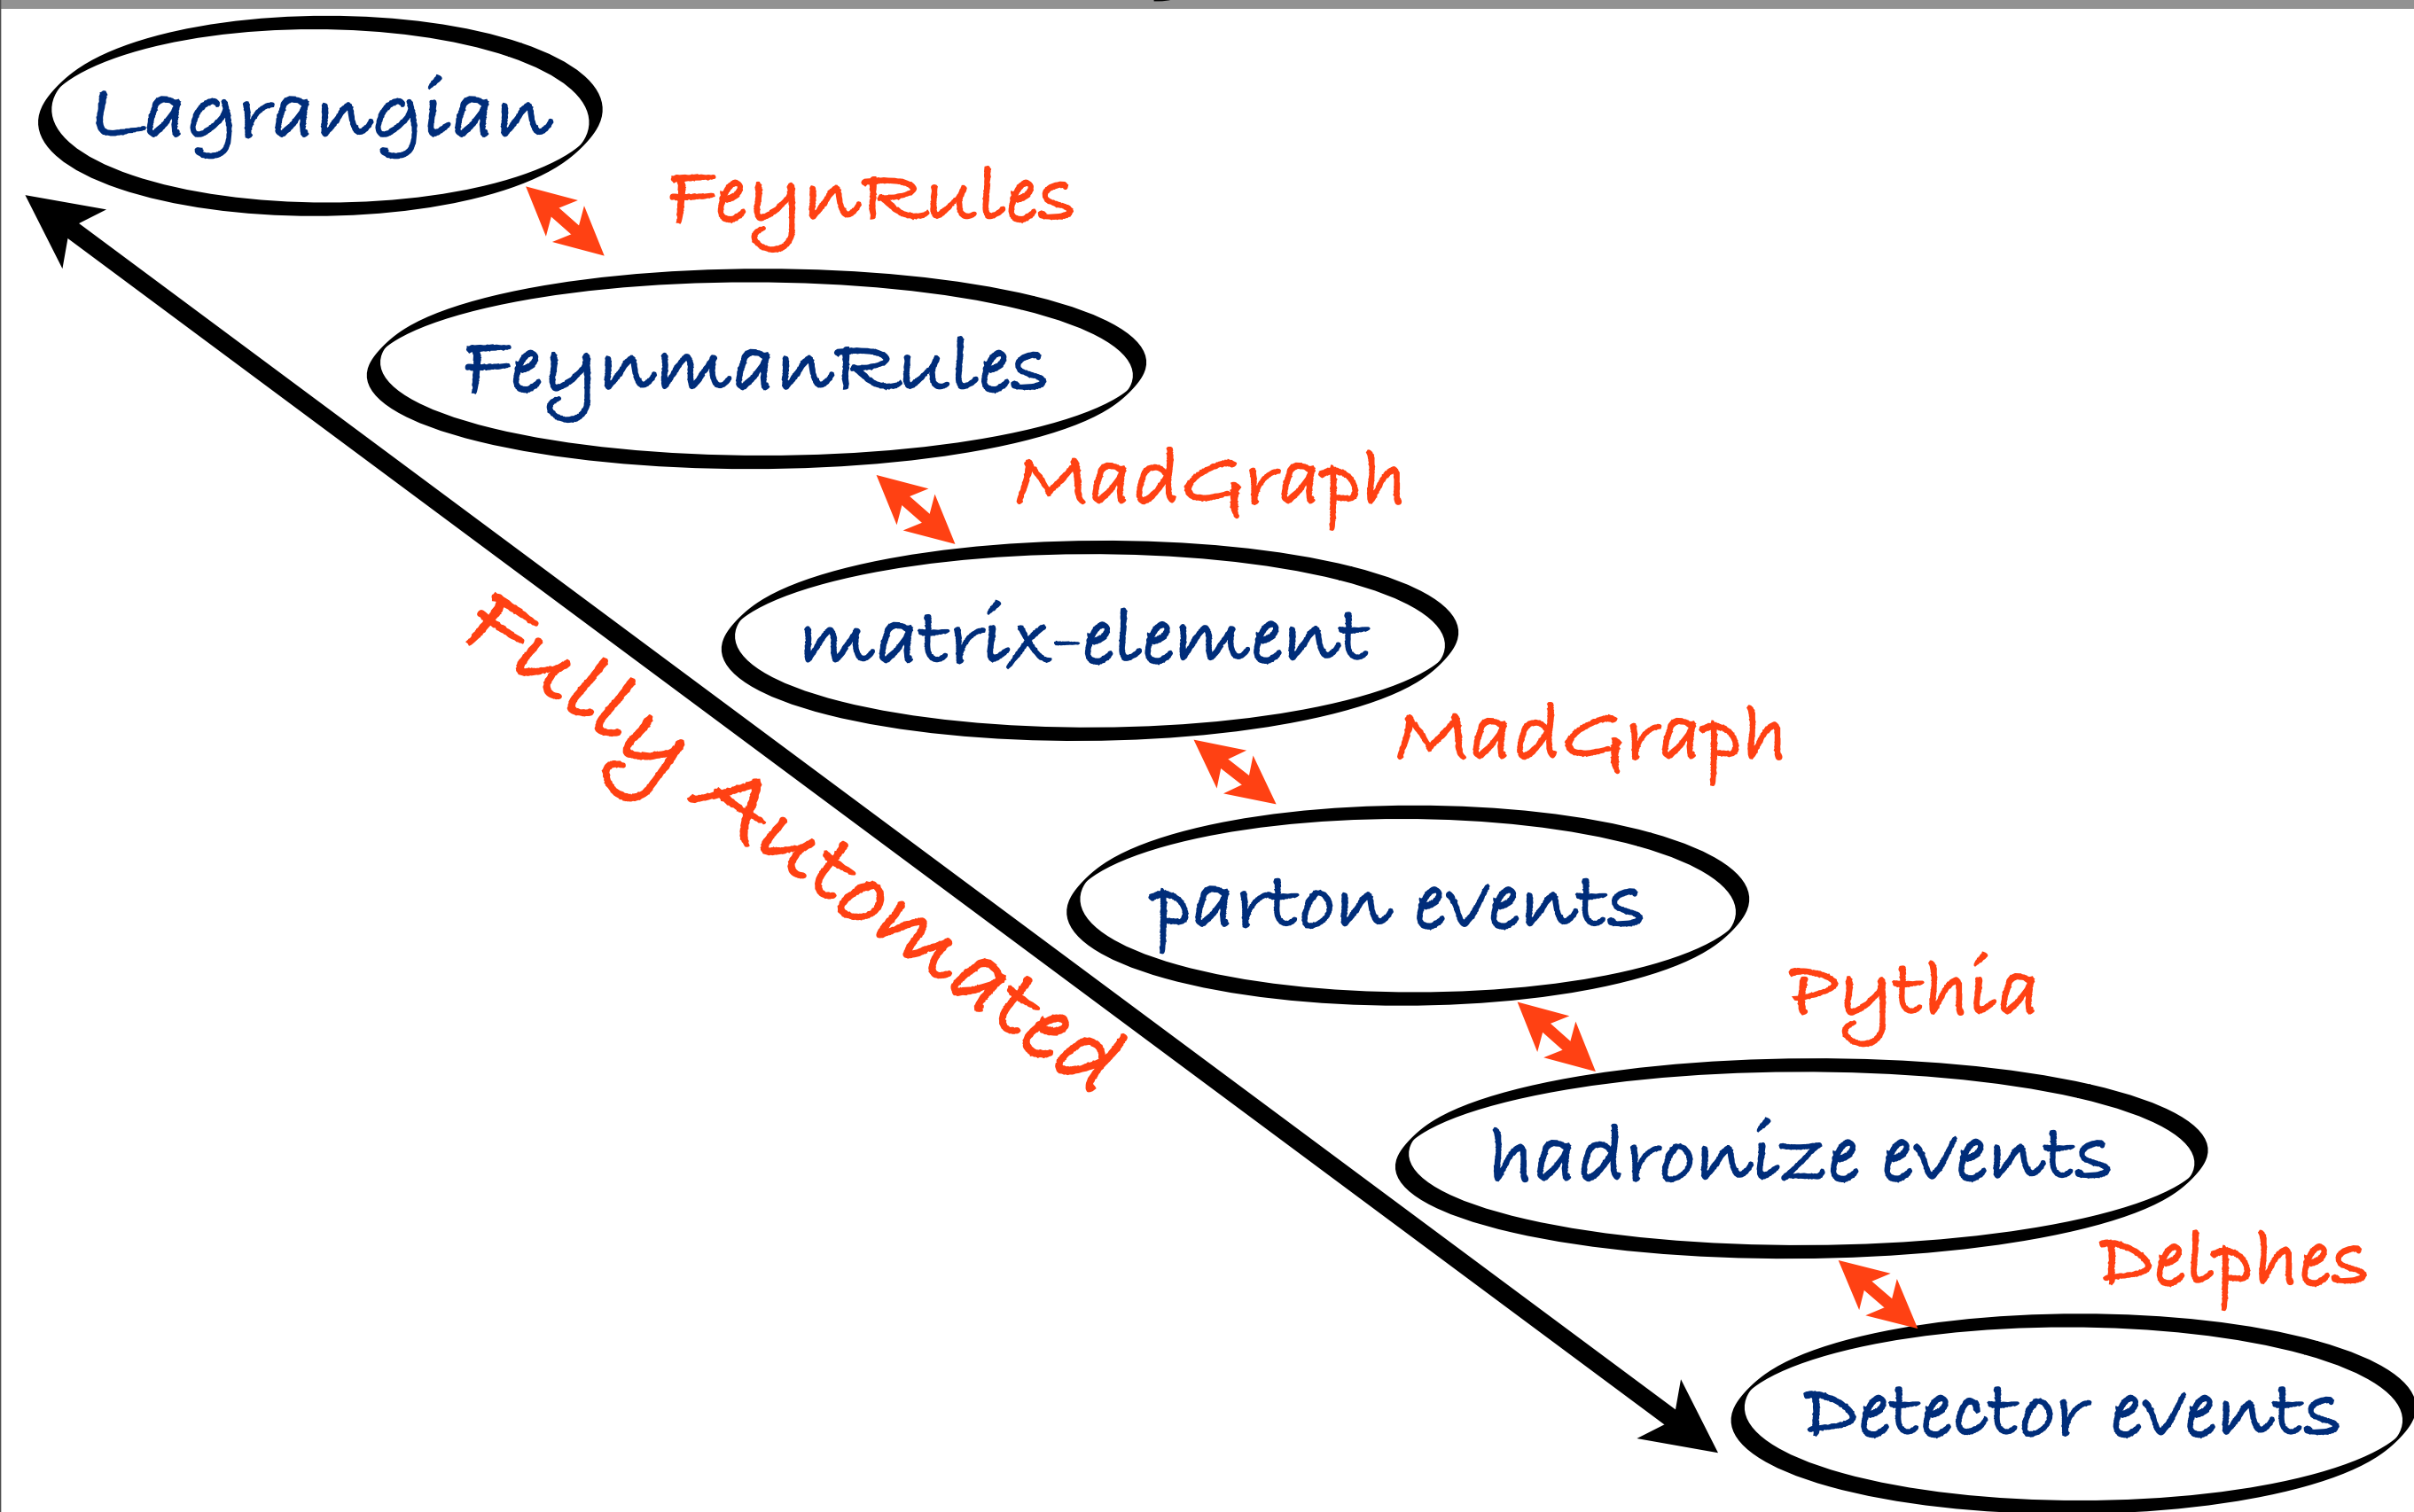 Lagrangian
FeynRules
FeynmanRules
MadGraph
matrix-element
MadGraph
Fully Automated
parton events
Pythia
hadronize events
Delphes
Detector events